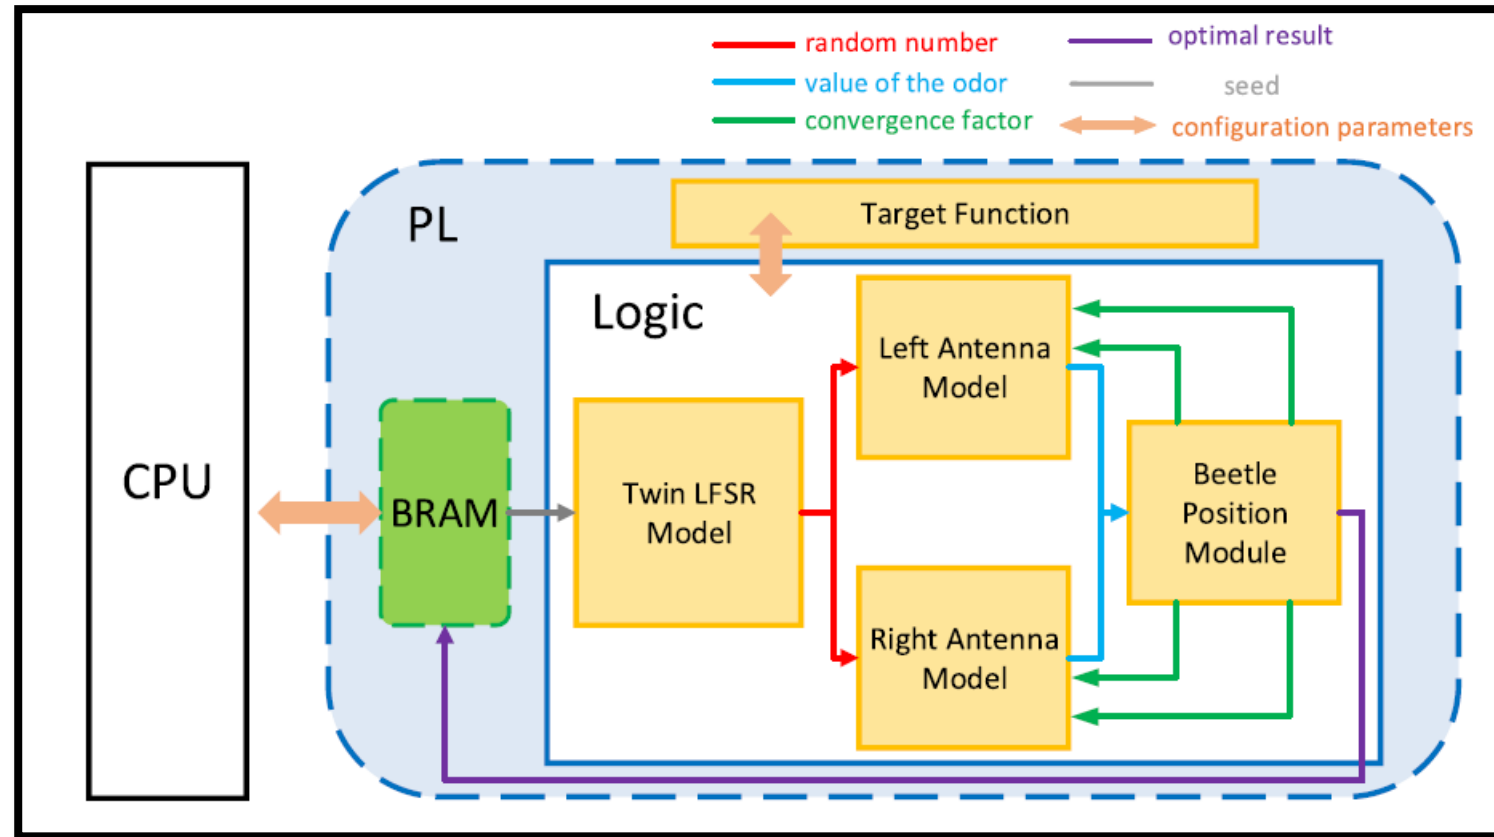 random number
optimal result
value of the odor
seed
convergence factor
configuration parameters
PL
Target Function
Logic
Left Antenna
Model
CPU
BRAM
Twin LFSR
Model
Beetle
Position
Module
Right Antenna
Model